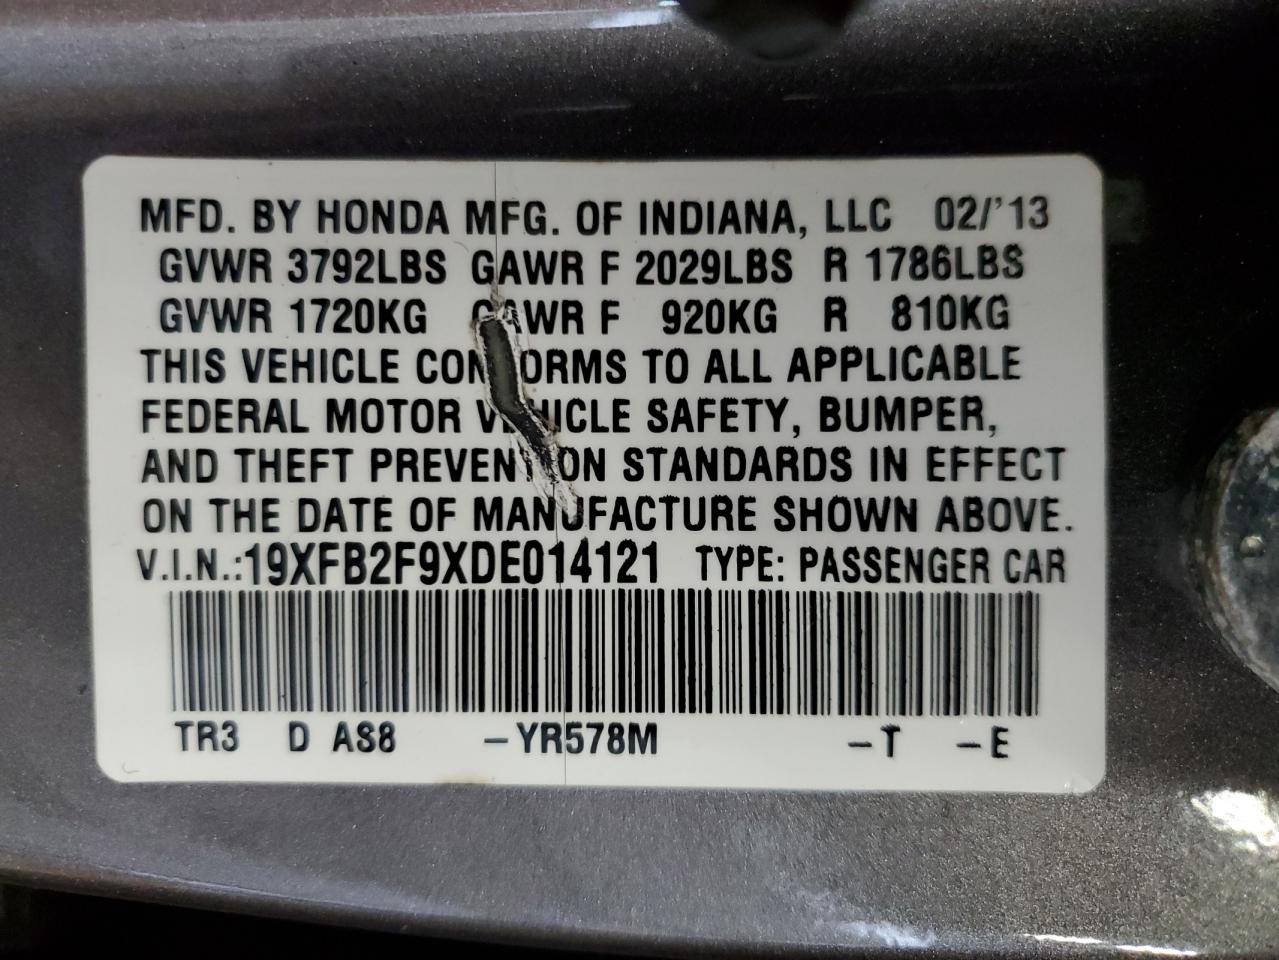 MFD. BY HONDA MFG. OF INDIANA, LLC 02/'13
GVWR 3792LBS GAWR F 2029LBS R 1786LBS
GVWR 1720KG GAWR F 920KG R 810KG
THIS VEHICLE CONFORMS TO ALL APPLICABLE
FEDERAL MOTOR VEHICLE SAFETY, BUMPER,
AND THEFT PREVENTION STANDARDS IN EFFECT
ON THE DATE OF MANUFACTURE SHOWN ABOVE.
V.I.N.:19XFB2F9XDE014121 TYPE: PASSENGER CAR
TR3 D AS8 -YR578M -T -E